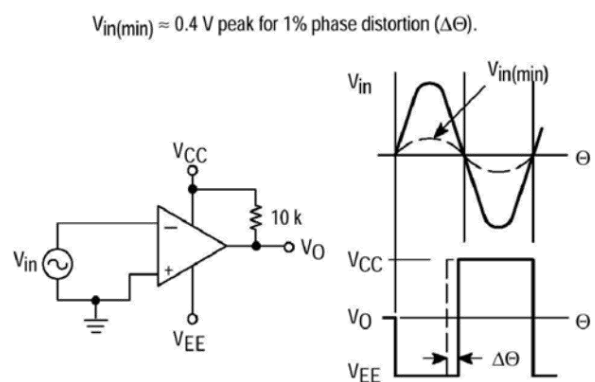 Vin(min) ≈ 0.4 V peak for 1% phase distortion (ΔΘ).
Vin
Vin(min)
Θ
VCC
10 k
VO
Vin
−
+
VEE
VCC
VO
Θ
VEE
ΔΘ